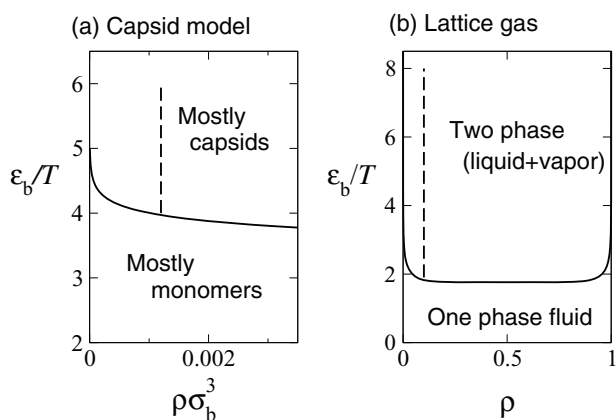 (a) Capsid model
6
5
4
3
2
ε_b/T
Mostly
capsids
Mostly
monomers
0
0.002
ρσ_b^3
(b) Lattice gas
8
6
4
2
0
ε_b/T
Two phase
(liquid+vapor)
One phase fluid
0
0.5
1
ρ